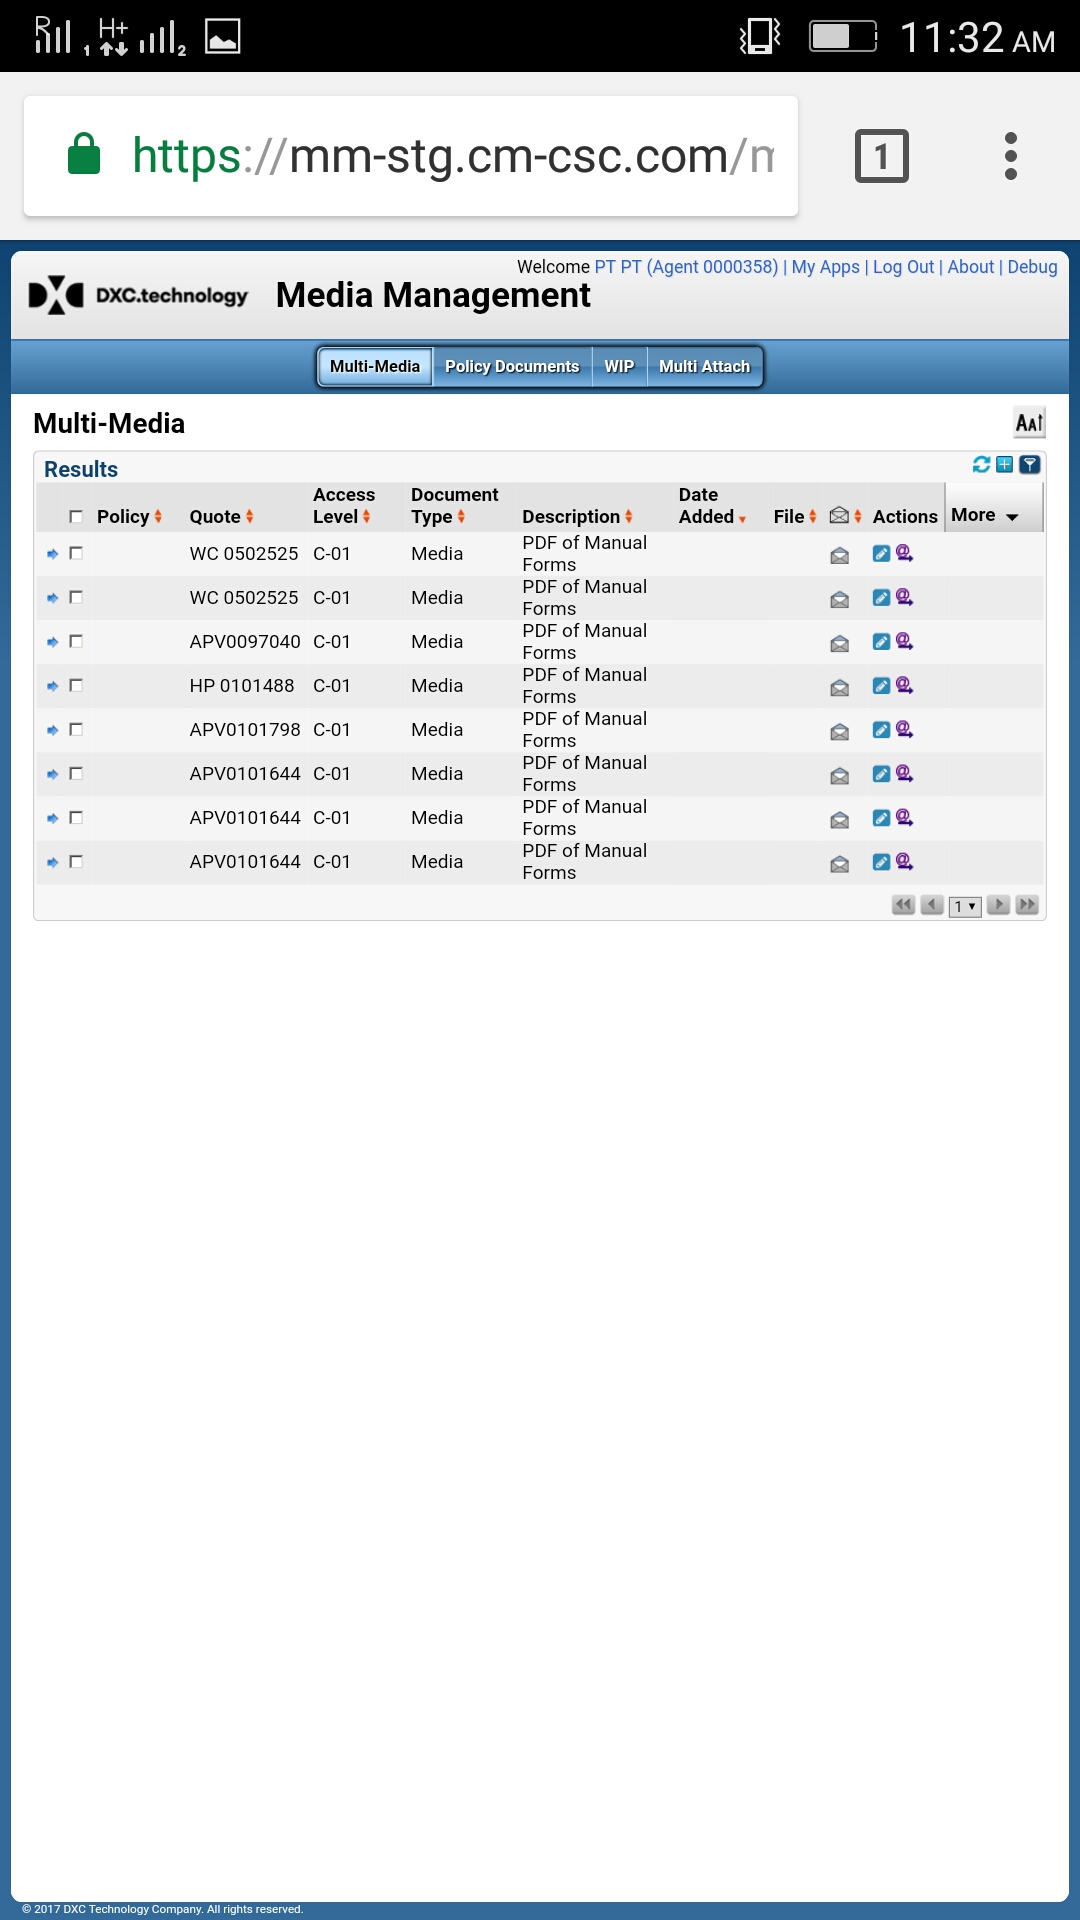 R 1 H+ 2 11:32 AM
https://mm-stg.cm-csc.com/m 1
Welcome PT PT (Agent 0000358) | My Apps | Log Out | About | Debug
DXC.technology Media Management
Multi-Media Policy Documents WIP Multi Attach
Multi-Media AA
Results
Policy Quote Access Level Document Type Description Date Added File Actions More
WC 0502525 C-01 Media PDF of Manual Forms
WC 0502525 C-01 Media PDF of Manual Forms
APV0097040 C-01 Media PDF of Manual Forms
HP 0101488 C-01 Media PDF of Manual Forms
APV0101798 C-01 Media PDF of Manual Forms
APV0101644 C-01 Media PDF of Manual Forms
APV0101644 C-01 Media PDF of Manual Forms
APV0101644 C-01 Media PDF of Manual Forms
1
© 2017 DXC Technology Company. All rights reserved.